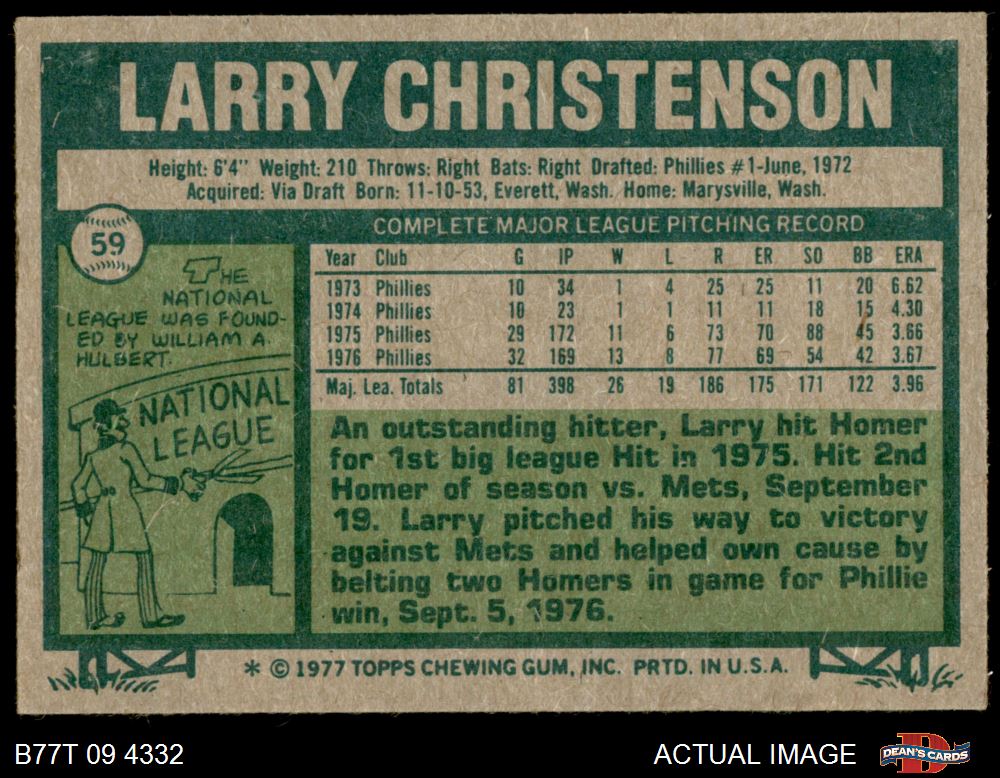 LARRY CHRISTENSON
Height: 6'4" Weight: 210 Throws: Right Bats: Right Drafted: Phillies #1-June, 1972
Acquired: Via Draft Born: 11-10-53, Everett, Wash. Home: Marysville, Wash.
59
THE
NATIONAL
LEAGUE WAS FOUND-
ED BY WILLIAM A.
HULBERT.
NATIONAL
LEAGUE
COMPLETE MAJOR LEAGUE PITCHING RECORD
Year Club G IP W L R ER SO BB ERA
1973 Phillies 10 34 1 4 25 25 11 20 6.62
1974 Phillies 10 23 1 1 11 11 18 15 4.30
1975 Phillies 29 172 11 6 73 70 88 45 3.66
1976 Phillies 32 169 13 8 77 69 54 42 3.67
Maj. Lea. Totals 81 398 26 19 186 175 171 122 3.96
An outstanding hitter, Larry hit Homer
for 1st big league Hit in 1975. Hit 2nd
Homer of season vs. Mets, September
19. Larry pitched his way to victory
against Mets and helped own cause by
belting two Homers in game for Phillie
win, Sept. 5, 1976.
* © 1977 TOPPS CHEWING GUM, INC. PRTD. IN U.S.A.
B77T 09 4332
ACTUAL IMAGE
D
DEAN'S CARDS